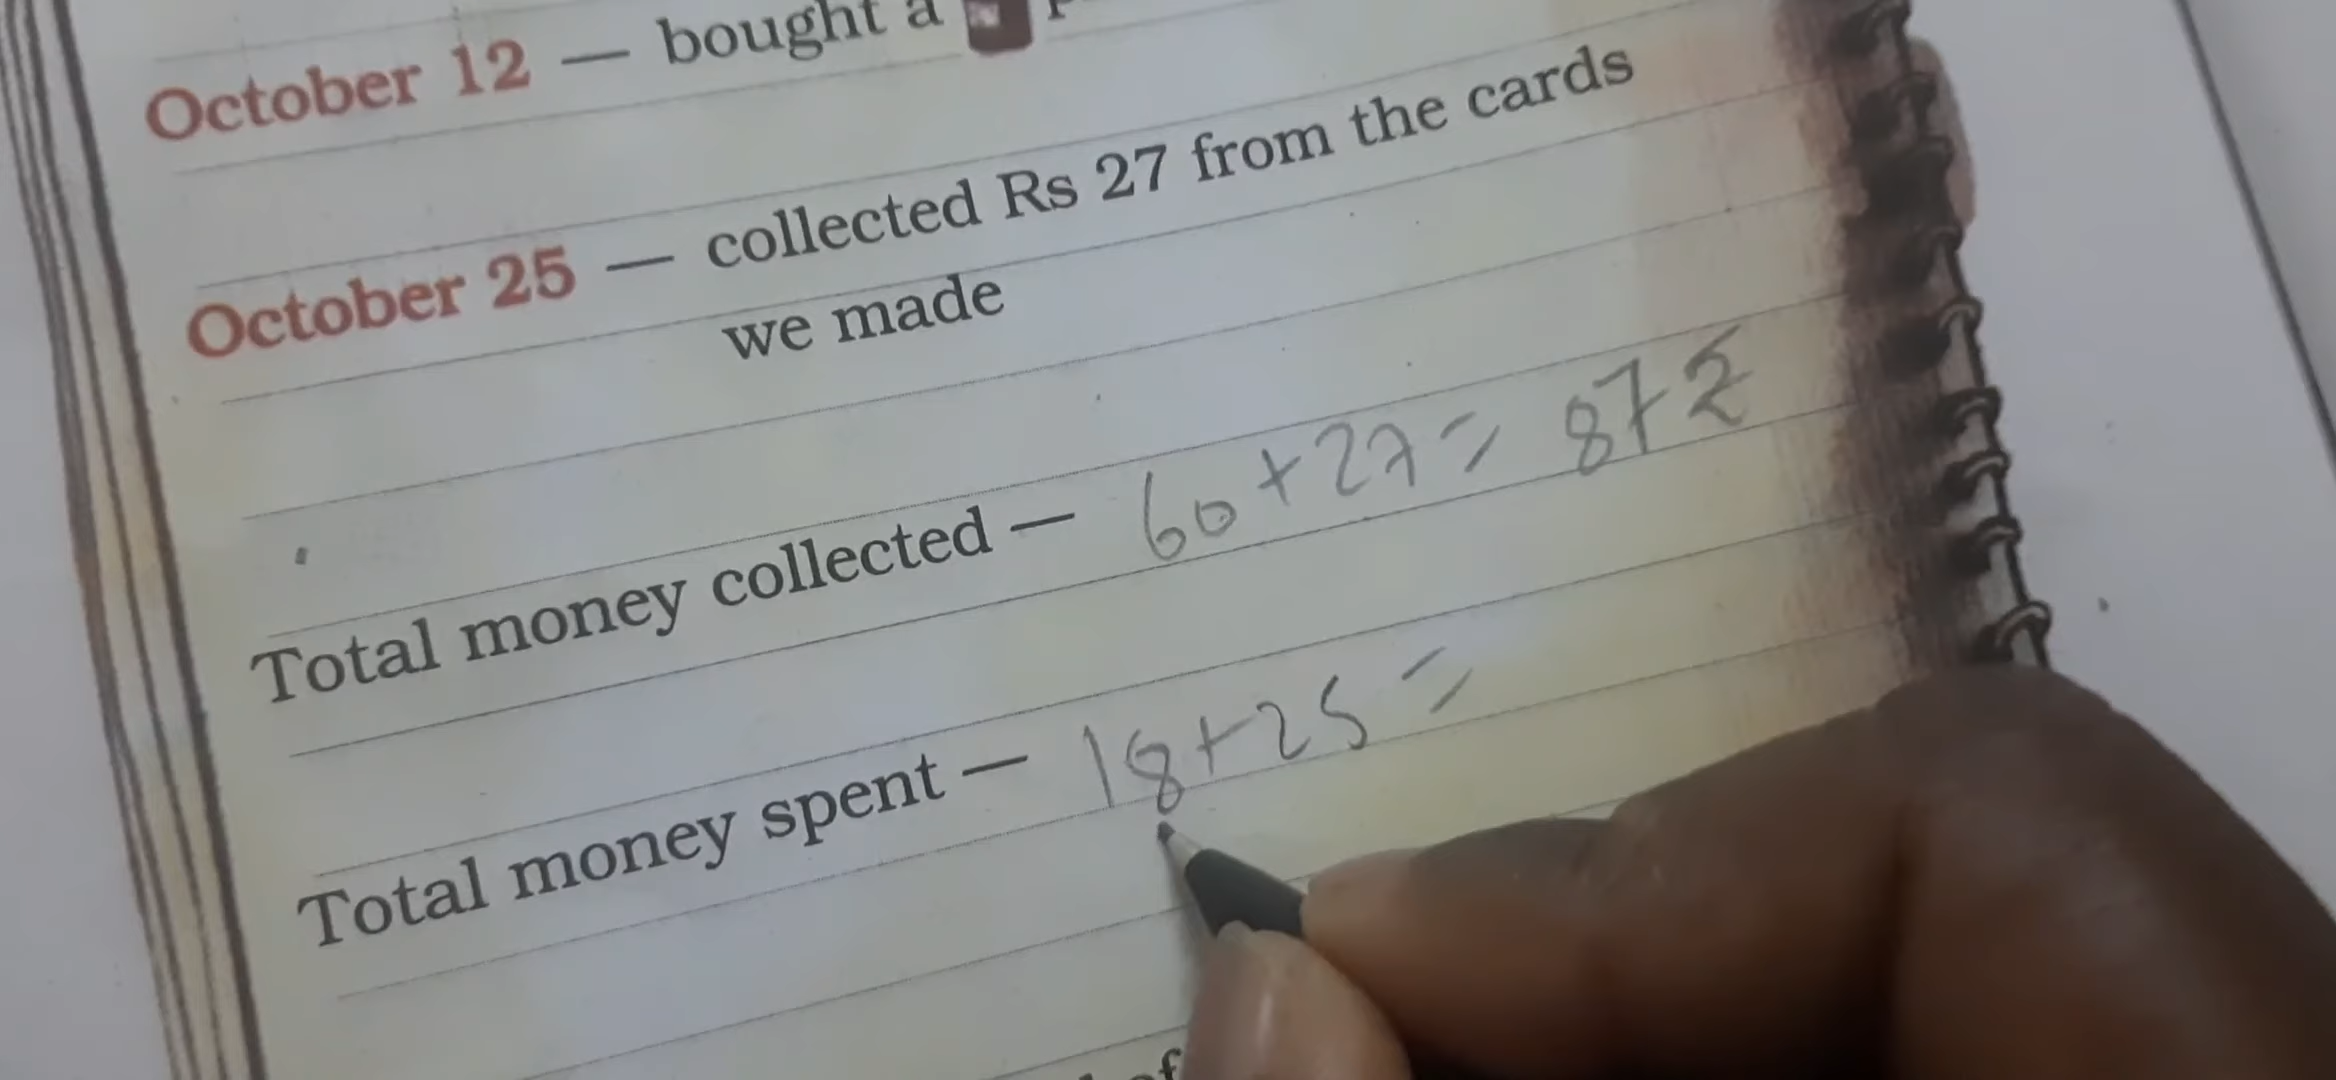 October 12 — bought a
October 25 — collected Rs 27 from the cards
we made
Total money collected — 60+27= 87₹
Total money spent — 18+25=
of